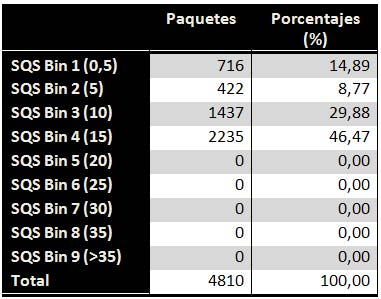 Paquetes Porcentajes
(%)
SQS Bin 1 (0,5) 716 14,89
SQS Bin 2 (5) 422 8,77
SQS Bin 3 (10) 1437 29,88
SQS Bin 4 (15) 2235 46,47
SQS Bin 5 (20) 0 0,00
SQS Bin 6 (25) 0 0,00
SQS Bin 7 (30) 0 0,00
SQS Bin 8 (35) 0 0,00
SQS Bin 9 (>35) 0 0,00
Total 4810 100,00